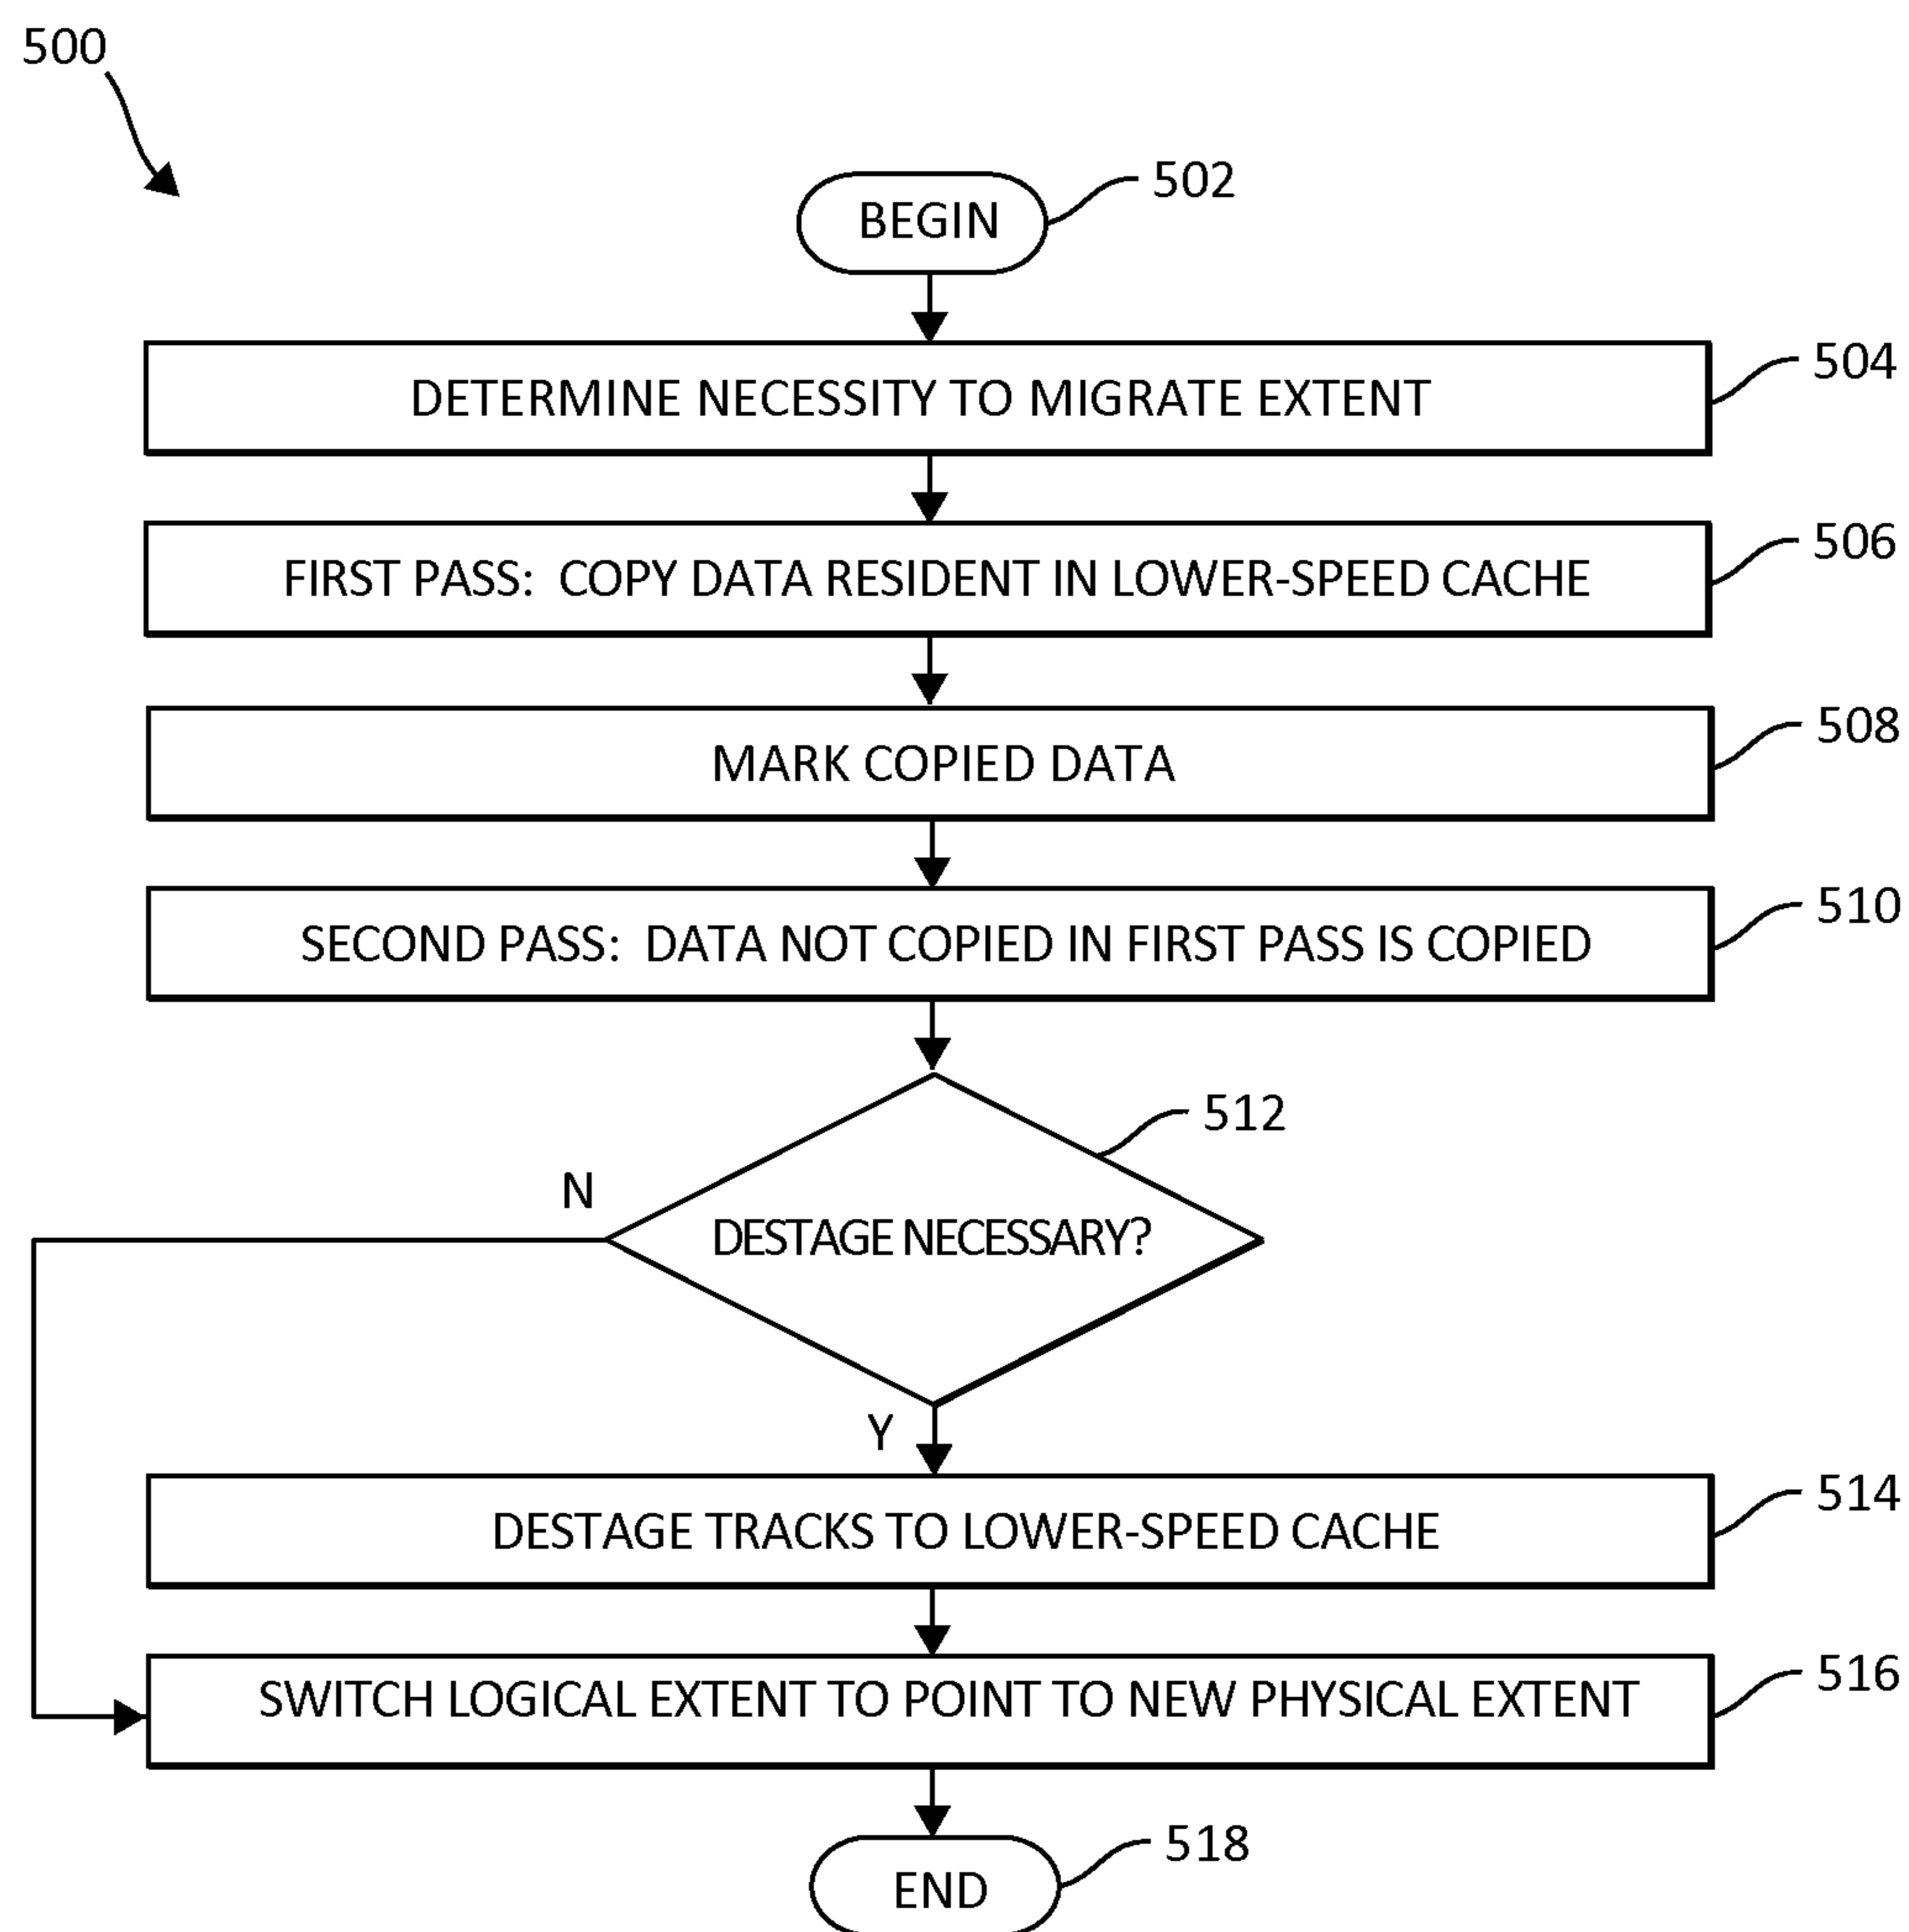 500
502
BEGIN
504
DETERMINE NECESSITY TO MIGRATE EXTENT
506
FIRST PASS: COPY DATA RESIDENT IN LOWER-SPEED CACHE
508
MARK COPIED DATA
510
SECOND PASS: DATA NOT COPIED IN FIRST PASS IS COPIED
512
N
DESTAGE NECESSARY?
Y
514
DESTAGE TRACKS TO LOWER-SPEED CACHE
516
SWITCH LOGICAL EXTENT TO POINT TO NEW PHYSICAL EXTENT
518
END